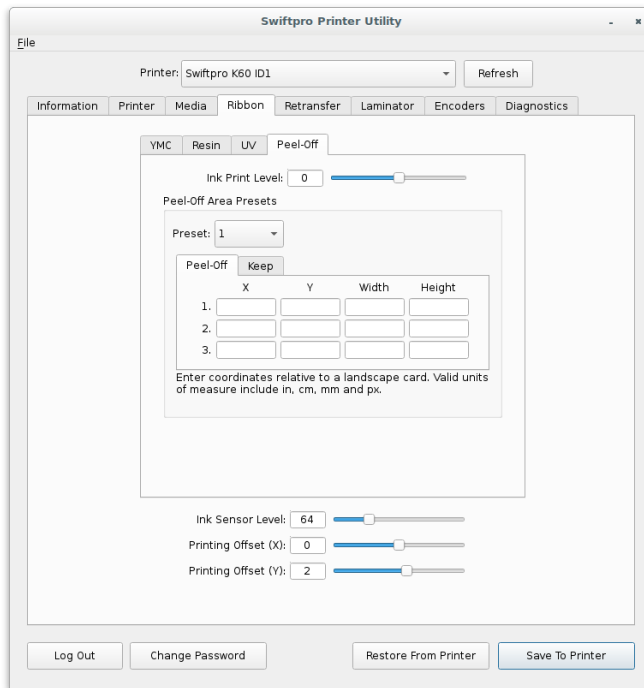 Swiftpro Printer Utility
File
Printer: Swiftpro K60 ID1 Refresh
Information Printer Media Ribbon Retransfer Laminator Encoders Diagnostics
YMC Resin UV Peel-Off
Ink Print Level: 0
Peel-Off Area Presets
Preset: 1
Peel-Off Keep
X Y Width Height
1.
2.
3.
Enter coordinates relative to a landscape card. Valid units
of measure include in, cm, mm and px.
Ink Sensor Level: 64
Printing Offset (X): 0
Printing Offset (Y): 2
Log Out Change Password Restore From Printer Save To Printer